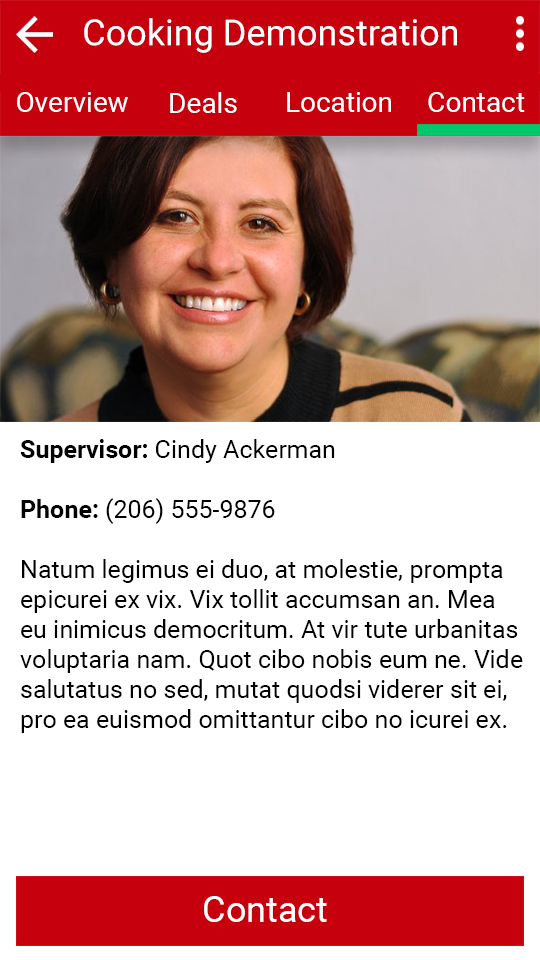 Cooking Demonstration
Overview Deals Location Contact
Supervisor: Cindy Ackerman
Phone: (206) 555-9876
Natum legimus ei duo, at molestie, prompta
epicurei ex vix. Vix tollit accumsan an. Mea
eu inimicus democritum. At vir tute urbanitas
voluptaria nam. Quot cibo nobis eum ne. Vide
salutatus no sed, mutat quodsi viderer sit ei,
pro ea euismod omittantur cibo no icurei ex.
Contact